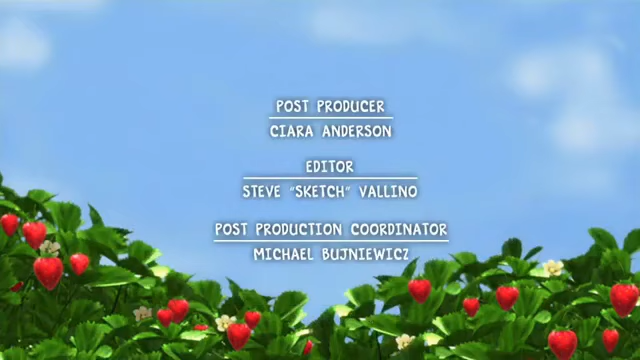 POST PRODUCER
CIARA ANDERSON
EDITOR
STEVE "SKETCH" VALLINO
POST PRODUCTION COORDINATOR
MICHAEL BUJNIEWICZ